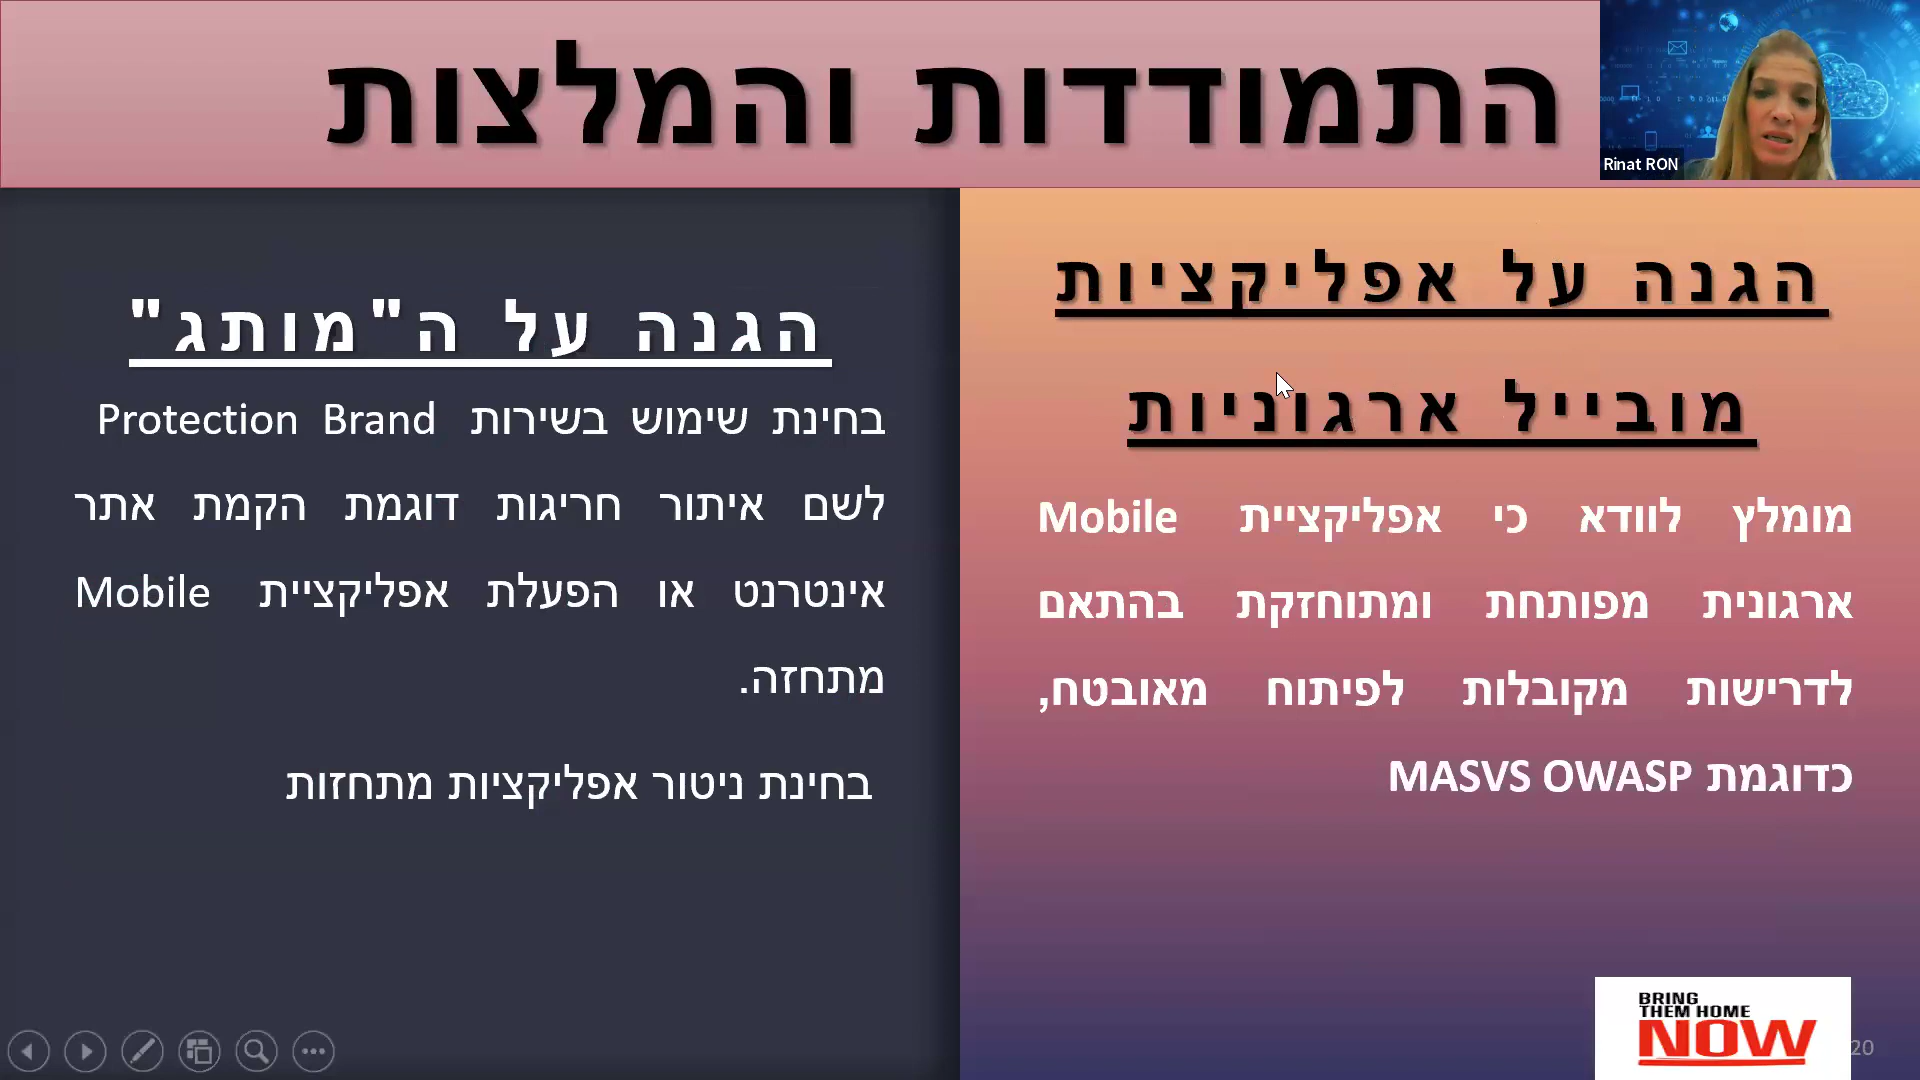 התמודדות והמלצות
Rinat RON
הגנה על אפליקציות
מובייל ארגוניות
מומלץ לוודא כי אפליקציית Mobile
ארגונית מפותחת ומתוחזקת בהתאם
לדרישות מקובלות לפיתוח מאובטח,
כדוגמת MASVS OWASP
הגנה על ה"מותג"
בחינת שימוש בשירות Protection Brand
לשם איתור חריגות דוגמת הקמת אתר
אינטרנט או הפעלת אפליקציית Mobile
מתחזה.
בחינת ניטור אפליקציות מתחזות
BRING
THEM HOME
NOW
20